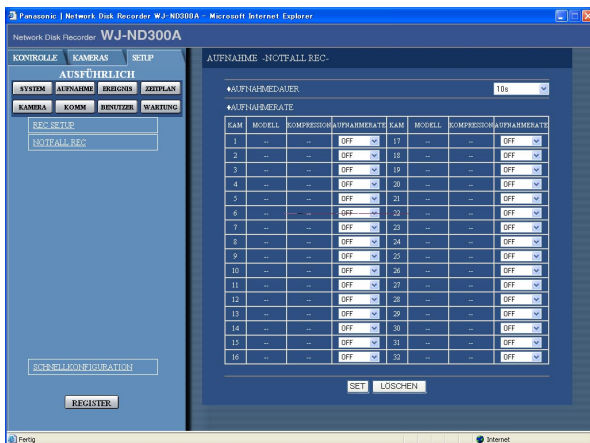 Panasonic | Network Disk Recorder WJ-ND300A - Microsoft Internet Explorer
Network Disk Recorder WJ-ND300A
KONTROLLE KAMERAS SETUP
AUSFÜHRLICH
SYSTEM AUFNAHME EREIGNIS ZEITPLAN
KAMERA KOMM BENUTZER WARTUNG
REC SETUP
NOTFALL REC
SCHNELLKONFIGURATION
REGISTER
AUFNAHME -NOTFALL REC-
♦AUFNAHMEDAUER 10s
♦AUFNAHMERATE
KAM MODELL KOMPRESSION AUFNAHMERATE KAM MODELL KOMPRESSION AUFNAHMERATE
1 -- -- OFF 17 -- -- OFF
2 -- -- OFF 18 -- -- OFF
3 -- -- OFF 19 -- -- OFF
4 -- -- OFF 20 -- -- OFF
5 -- -- OFF 21 -- -- OFF
6 -- -- OFF 22 -- -- OFF
7 -- -- OFF 23 -- -- OFF
8 -- -- OFF 24 -- -- OFF
9 -- -- OFF 25 -- -- OFF
10 -- -- OFF 26 -- -- OFF
11 -- -- OFF 27 -- -- OFF
12 -- -- OFF 28 -- -- OFF
13 -- -- OFF 29 -- -- OFF
14 -- -- OFF 30 -- -- OFF
15 -- -- OFF 31 -- -- OFF
16 -- -- OFF 32 -- -- OFF
SET LÖSCHEN
Fertig Internet